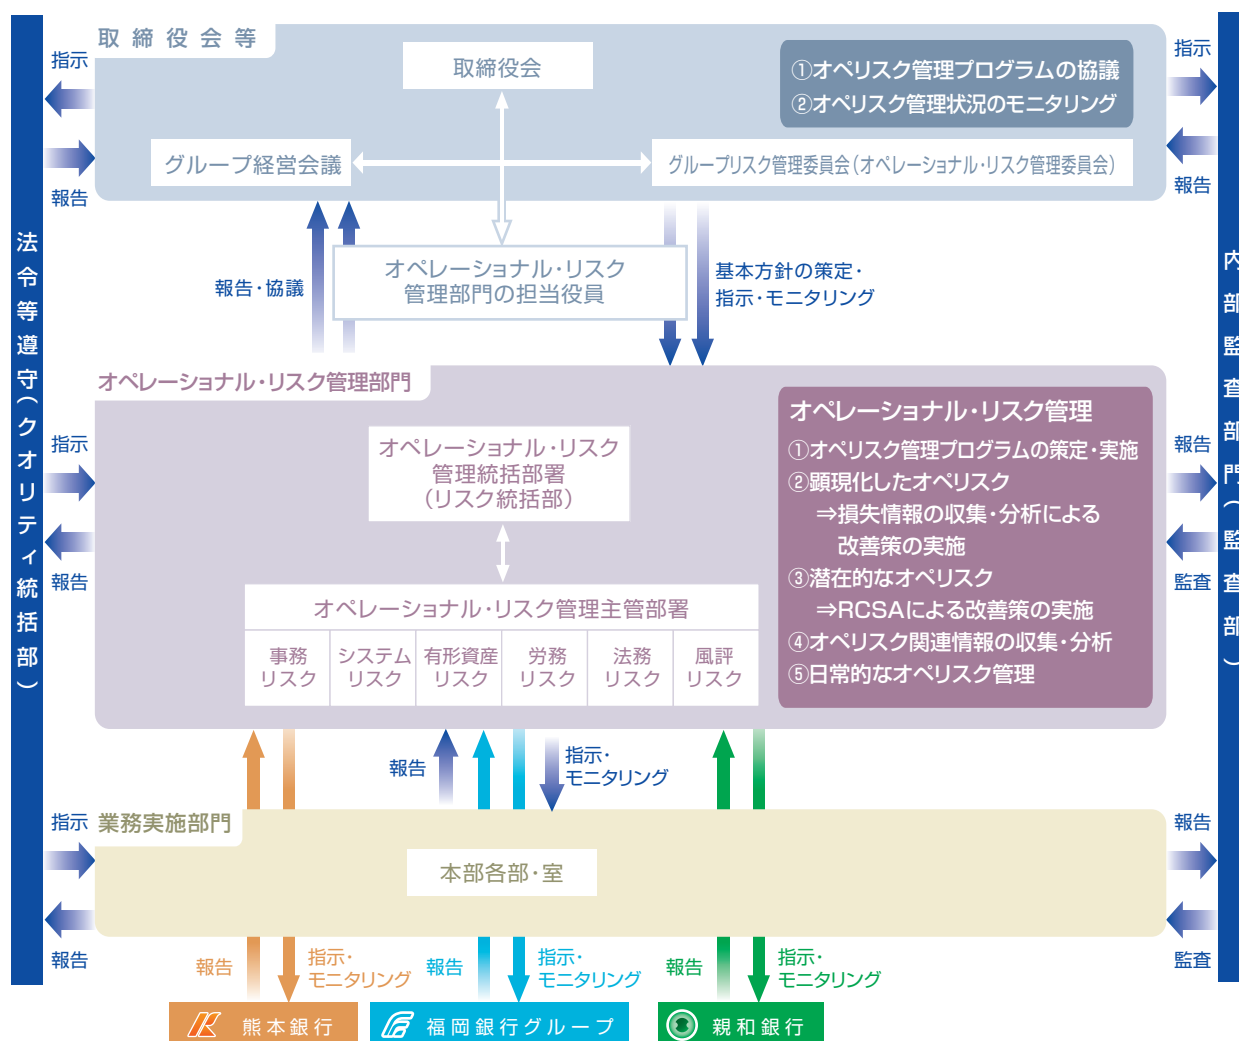 取締役会等
指示
報告
取締役会
①オペリスク管理プログラムの協議
②オペリスク管理状況のモニタリング
グループ経営会議
グループリスク管理委員会(オペレーショナル・リスク管理委員会)
指示
報告
法令等遵守(クオリティ統括部)
内部監査部門(監査部)
報告・協議
オペレーショナル・リスク
管理部門の担当役員
基本方針の策定・
指示・モニタリング
オペレーショナル・リスク管理部門
指示
報告
オペレーショナル・リスク
管理統括部署
(リスク統括部)
オペレーショナル・リスク管理主管部署
事務
リスク
システム
リスク
有形資産
リスク
労務
リスク
法務
リスク
風評
リスク
オペレーショナル・リスク管理
①オペリスク管理プログラムの策定・実施
②顕現化したオペリスク
⇒損失情報の収集・分析による
改善策の実施
③潜在的なオペリスク
⇒RCSAによる改善策の実施
④オペリスク関連情報の収集・分析
⑤日常的なオペリスク管理
報告
監査
報告
指示・
モニタリング
業務実施部門
指示
報告
本部各部・室
報告
監査
報告
指示・
モニタリング
報告
指示・
モニタリング
報告
指示・
モニタリング
熊本銀行
福岡銀行グループ
親和銀行